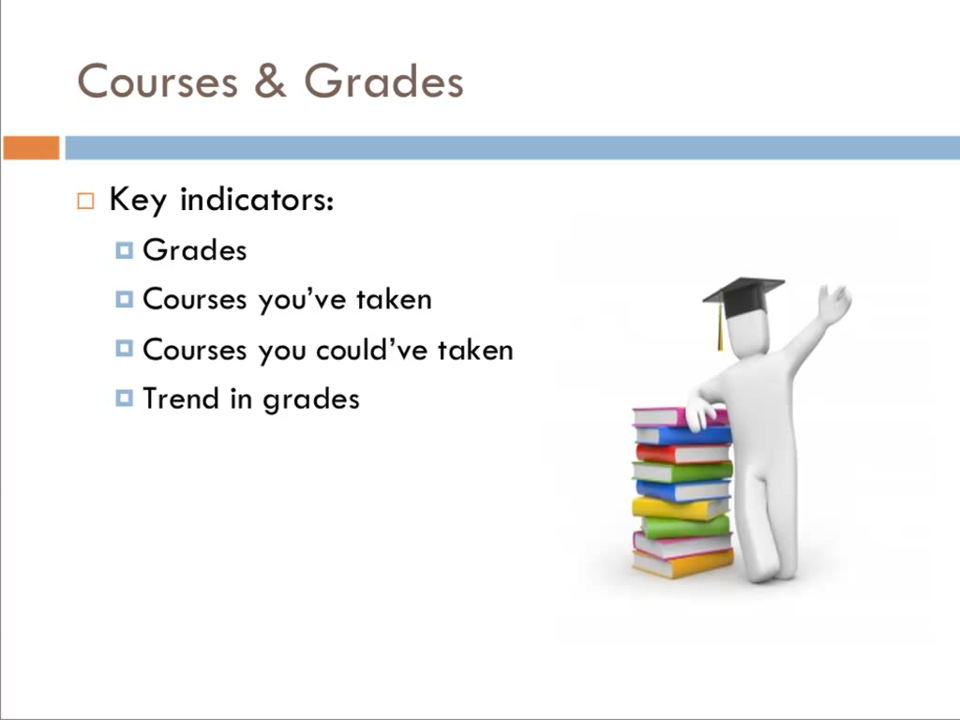 Courses & Grades
Key indicators:
Grades
Courses you’ve taken
Courses you could’ve taken
Trend in grades